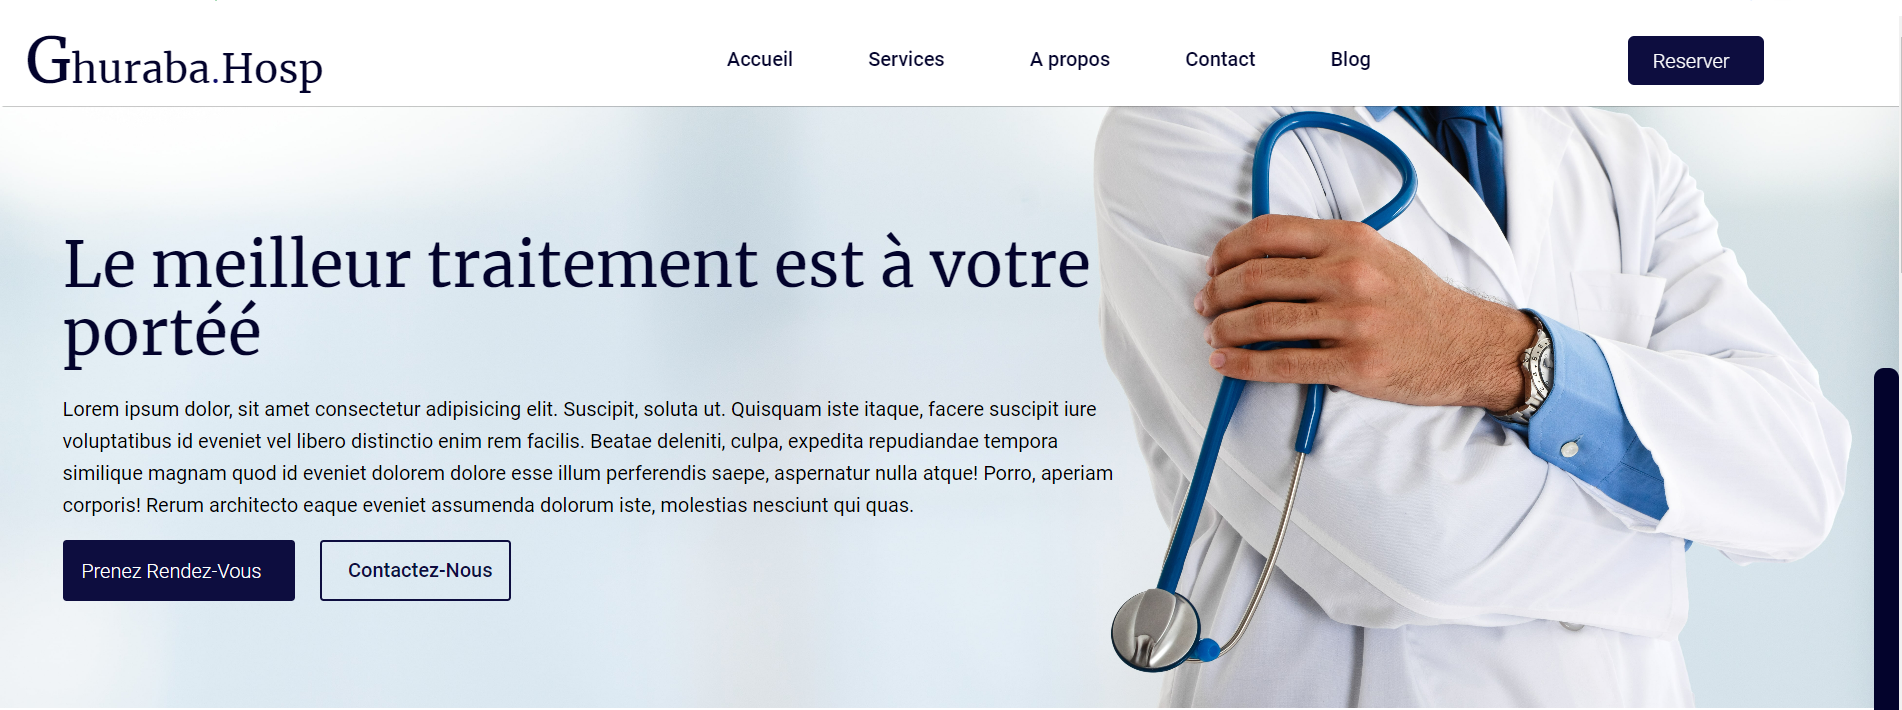 Ghuraba.Hosp
Accueil Services A propos Contact Blog
Reserver
Le meilleur traitement est à votre
portéé
Lorem ipsum dolor, sit amet consectetur adipisicing elit. Suscipit, soluta ut. Quisquam iste itaque, facere suscipit iure
voluptatibus id eveniet vel libero distinctio enim rem facilis. Beatae deleniti, culpa, expedita repudiandae tempora
similique magnam quod id eveniet dolorem dolore esse illum perferendis saepe, aspernatur nulla atque! Porro, aperiam
corporis! Rerum architecto eaque eveniet assumenda dolorum iste, molestias nesciunt qui quas.
Prenez Rendez-Vous
Contactez-Nous